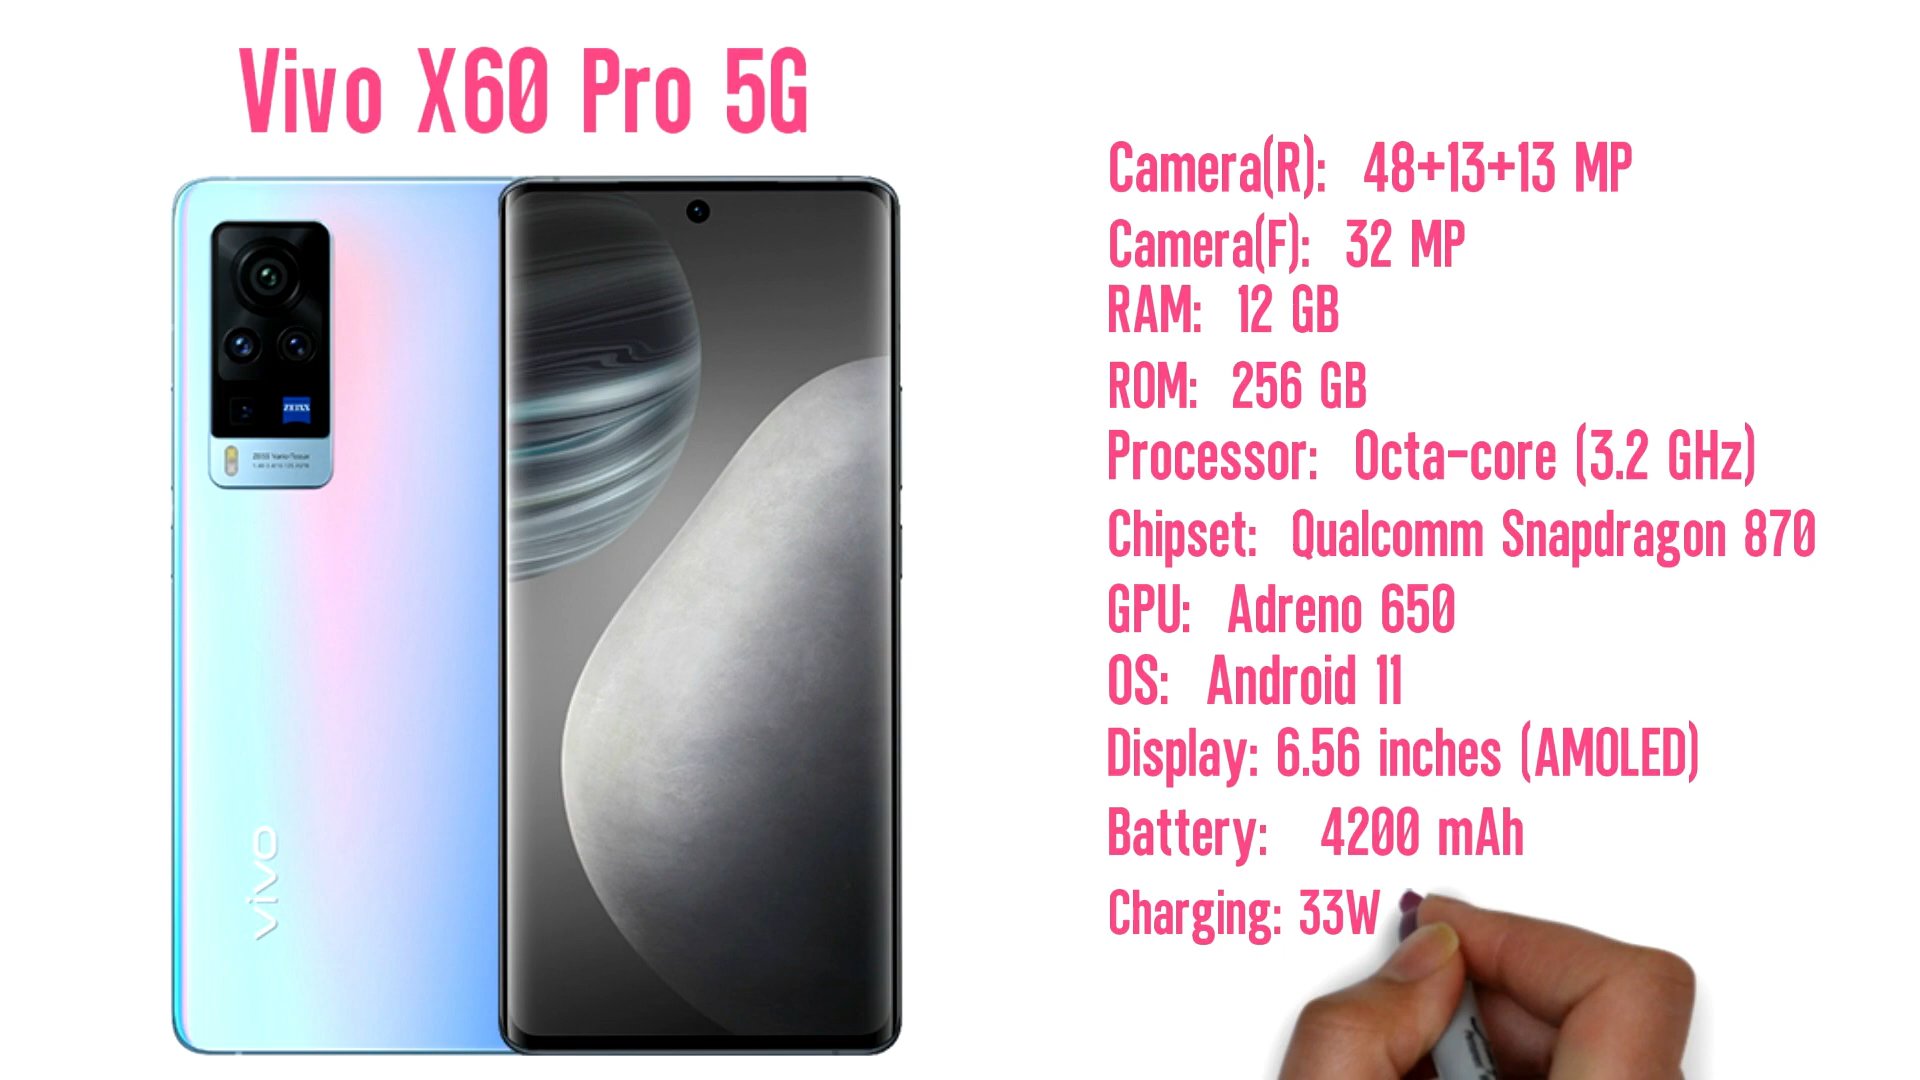 Vivo X60 Pro 5G
Camera(R): 48+13+13 MP
Camera(F): 32 MP
RAM: 12 GB
ROM: 256 GB
Processor: Octa-core (3.2 GHz)
Chipset: Qualcomm Snapdragon 870
GPU: Adreno 650
OS: Android 11
Display: 6.56 inches (AMOLED)
Battery: 4200 mAh
Charging: 33W
ZEISS
vivo